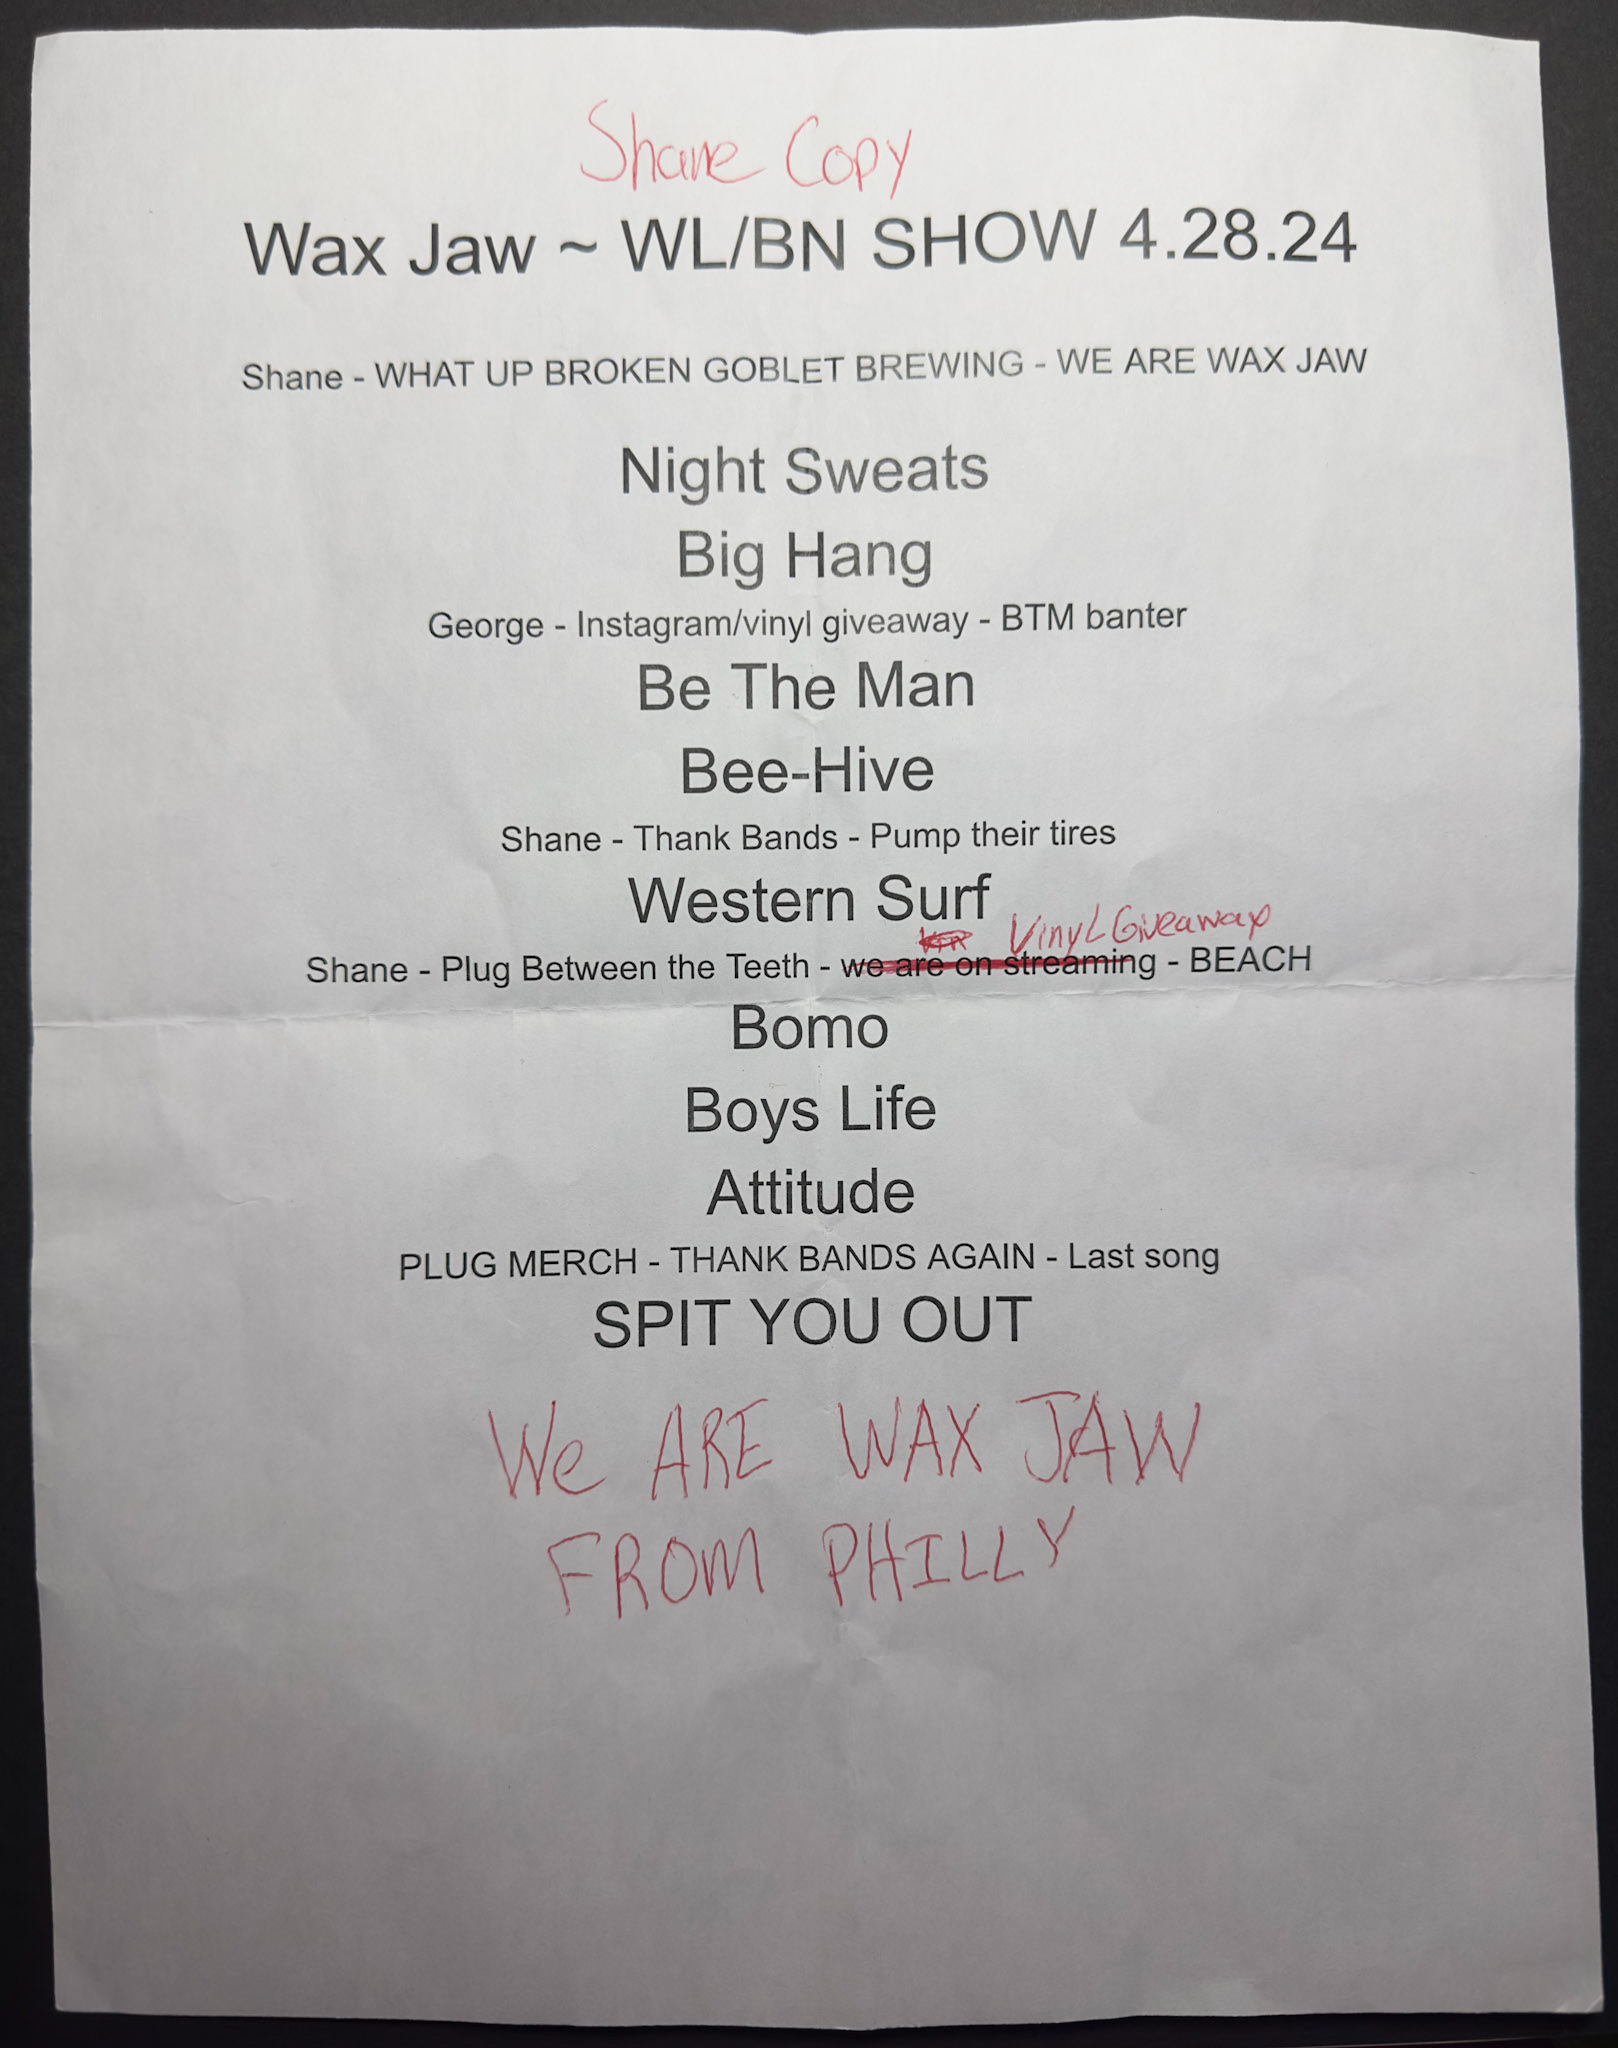 Shane Copy
Wax Jaw ~ WL/BN SHOW 4.28.24
Shane - WHAT UP BROKEN GOBLET BREWING - WE ARE WAX JAW
Night Sweats
Big Hang
George - Instagram/vinyl giveaway - BTM banter
Be The Man
Bee-Hive
Shane - Thank Bands - Pump their tires
Western Surf
Vinyl Giveaway
Shane - Plug Between the Teeth - we are on streaming - BEACH
Bomo
Boys Life
Attitude
PLUG MERCH - THANK BANDS AGAIN - Last song
SPIT YOU OUT
We ARE WAX JAW
FROM PHILLY